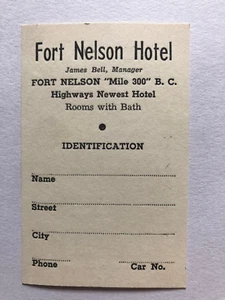 Fort Nelson Hotel
James Bell, Manager
FORT NELSON "Mile 300" B. C.
Highways Newest Hotel
Rooms with Bath
IDENTIFICATION
Name
Street
City
Phone Car No.